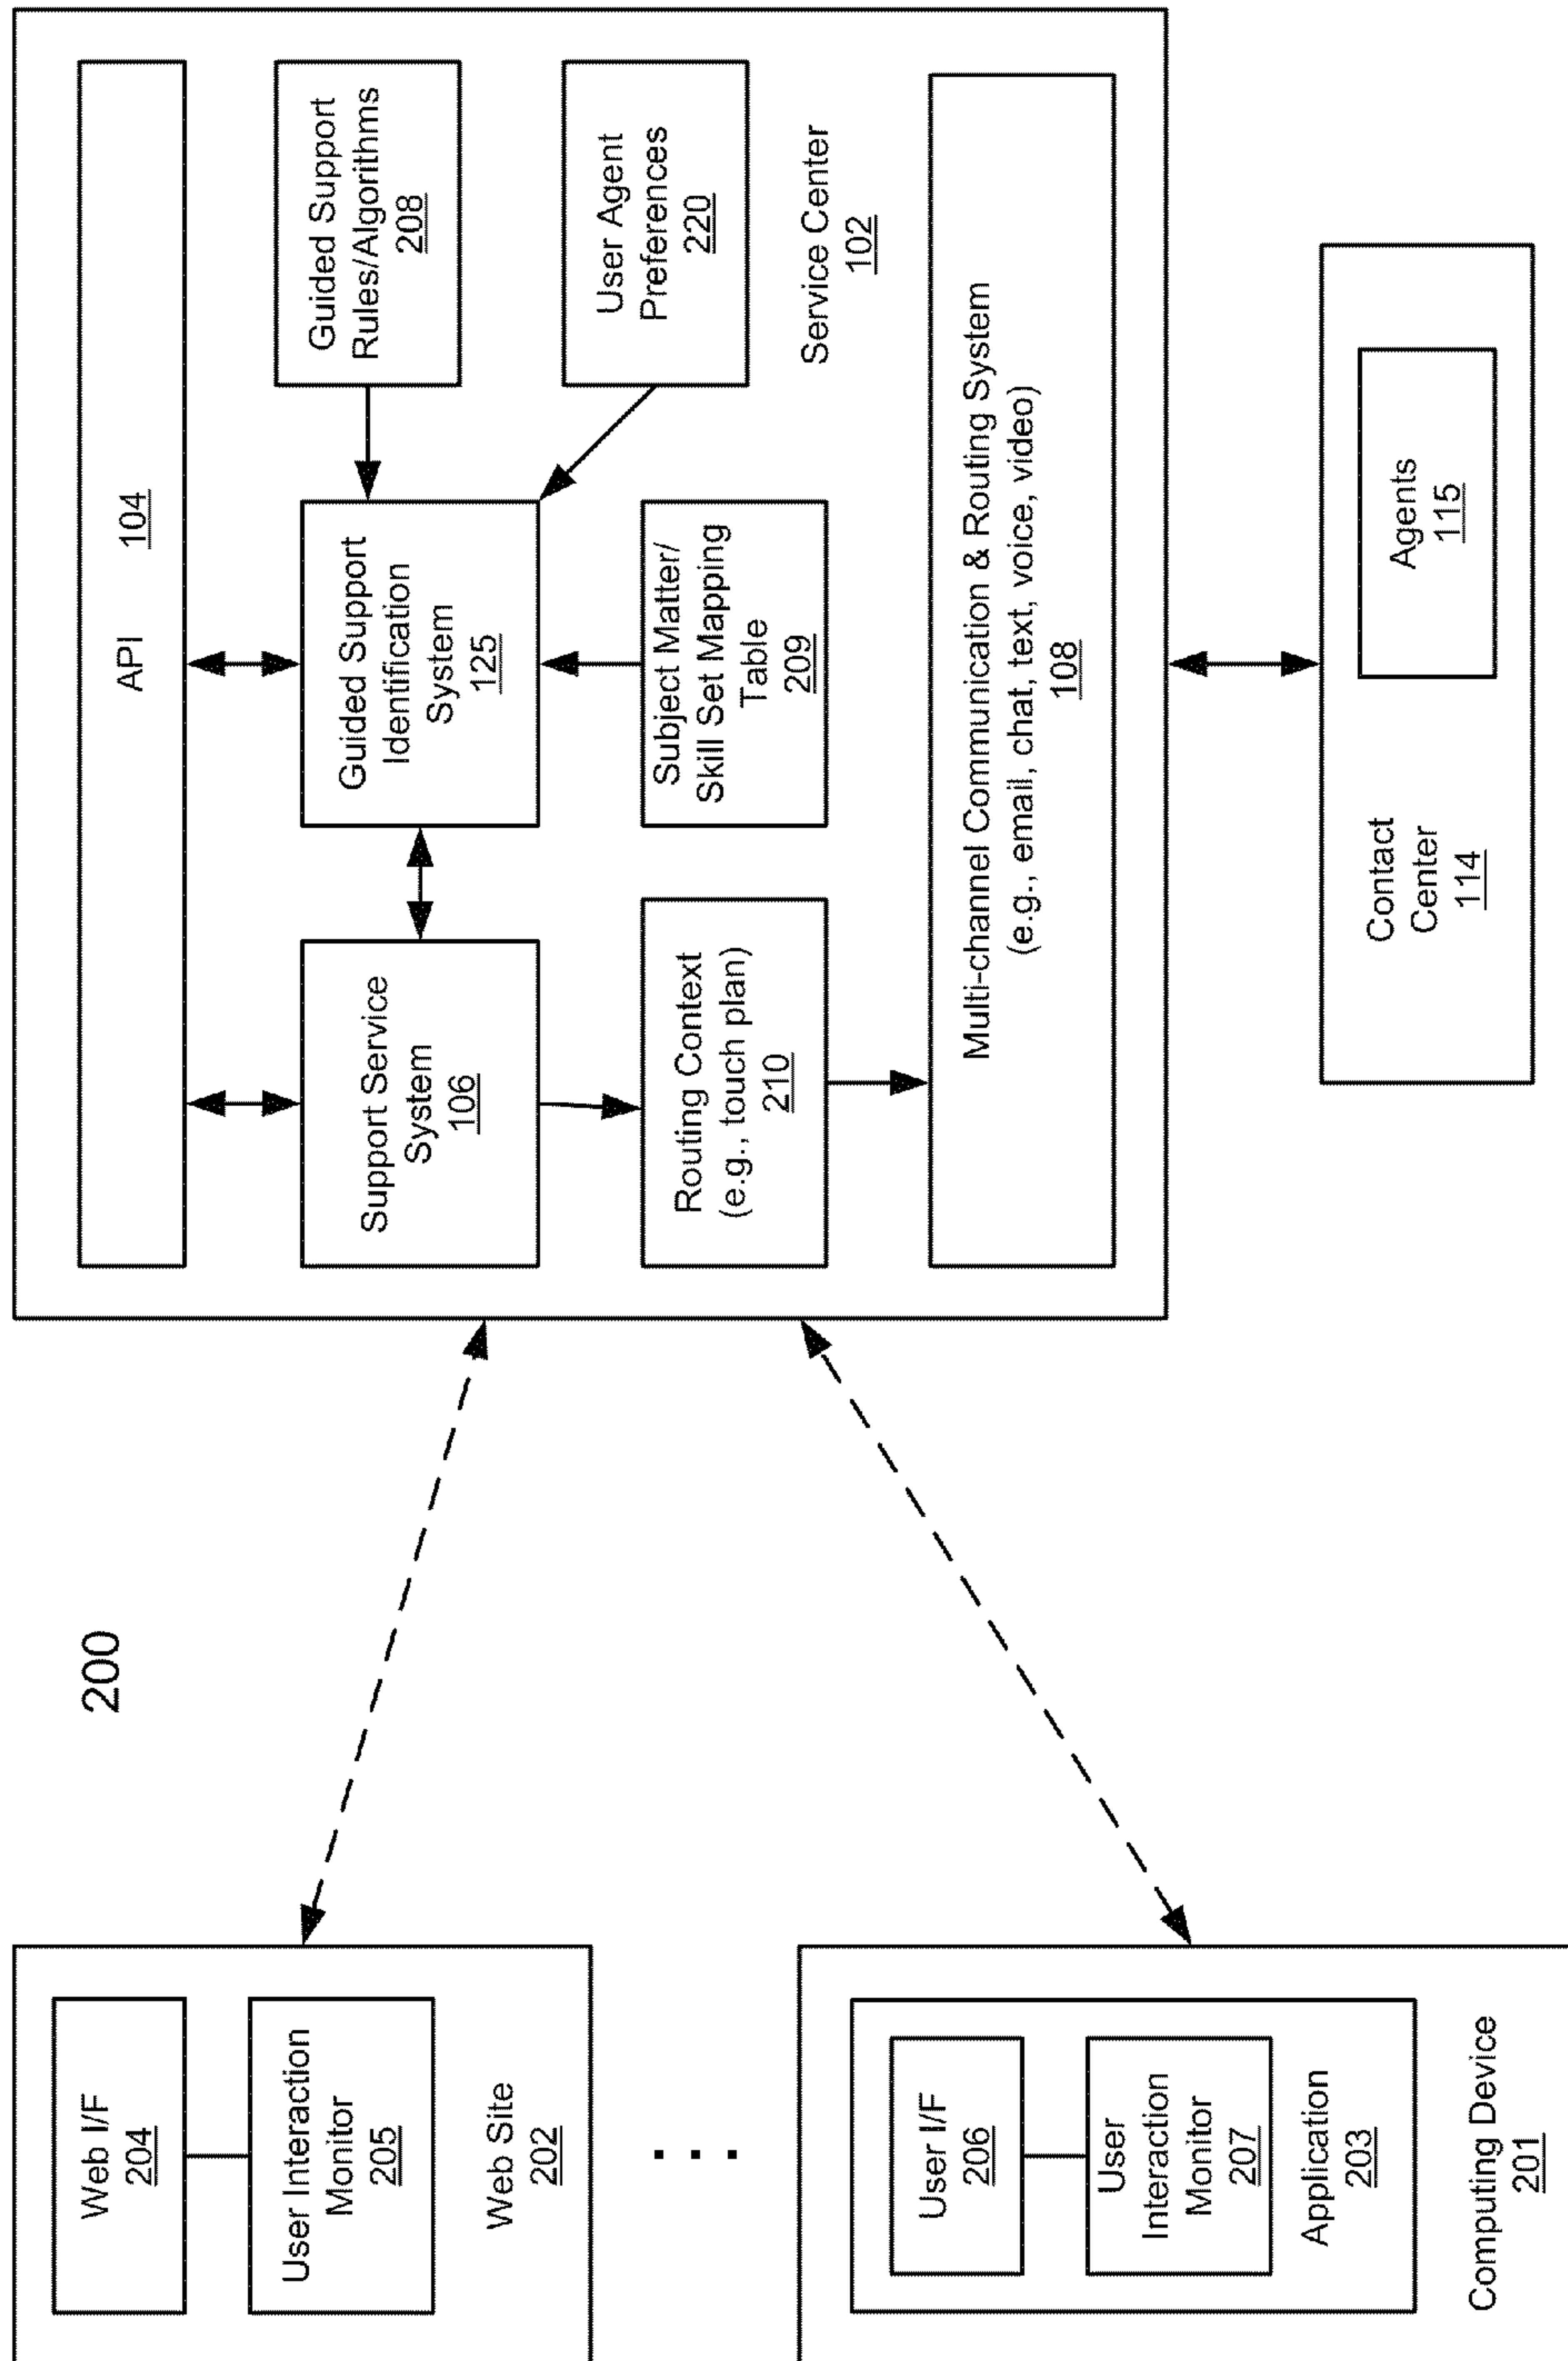 200
Web I/F
204
User Interaction
Monitor
205
Web Site
202
. . .
User I/F
206
User
Interaction
Monitor
207
Application
203
Computing Device
201
API 104
Support Service
System
106
Guided Support
Identification
System
125
Guided Support
Rules/Algorithms
208
Routing Context
(e.g., touch plan)
210
Subject Matter/
Skill Set Mapping
Table
209
User Agent
Preferences
220
Service Center
102
Multi-channel Communication & Routing System
(e.g., email, chat, text, voice, video)
108
Contact
Center
114
Agents
115